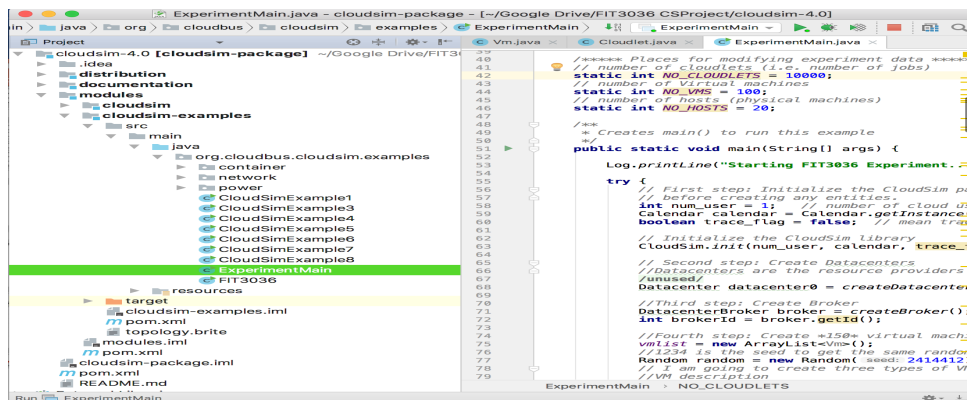 ExperimentMain.java - cloudsim-package - [~/Google Drive/FIT3036 CSProject/cloudsim-4.0]
in java org cloudbus cloudsim examples ExperimentMain ExperimentMain
Project
Vm.java Cloudlet.java ExperimentMain.java
cloudsim-4.0 [cloudsim-package] ~/Google Drive/FIT3
.idea
distribution
documentation
modules
cloudsim
cloudsim-examples
src
main
java
org.cloudbus.cloudsim.examples
container
network
power
CloudSimExample1
CloudSimExample3
CloudSimExample4
CloudSimExample5
CloudSimExample6
CloudSimExample7
CloudSimExample8
ExperimentMain
FIT3036
resources
target
cloudsim-examples.iml
pom.xml
topology.brite
modules.iml
pom.xml
cloudsim-package.iml
pom.xml
README.md
39
40 /***** Places for modifying experiment data *****
41 // number of cloudlets (i.e. number of jobs)
42 static int NO_CLOUDLETS = 10000;
43 // number of Virtual machines
44 static int NO_VMS = 100;
45 // number of hosts (physical machines)
46 static int NO_HOSTS = 20;
47
48 /**
49 * Creates main() to run this example
50 */
51 public static void main(String[] args) {
52
53 Log.printLine("Starting FIT3036 Experiment..
54
55 try {
56 // First step: Initialize the CloudSim pa
57 // before creating any entities.
58 int num_user = 1; // number of cloud u
59 Calendar calendar = Calendar.getInstance
60 boolean trace_flag = false; // mean tra
61
62 // Initialize the CloudSim library
63 CloudSim.init(num_user, calendar, trace_
64
65 // Second step: Create Datacenters
66 //Datacenters are the resource providers
67 /unused/
68 Datacenter datacenter0 = createDatacenter
69
70 //Third step: Create Broker
71 DatacenterBroker broker = createBroker();
72 int brokerId = broker.getId();
73
74 //Fourth step: Create *150* virtual machi
75 vmlist = new ArrayList<Vm>();
76 //1234 is the seed to get the same random
77 Random random = new Random( seed: 2414412
78 // I am going to create three types of VM
79 //VM description
ExperimentMain NO_CLOUDLETS
Run ExperimentMain